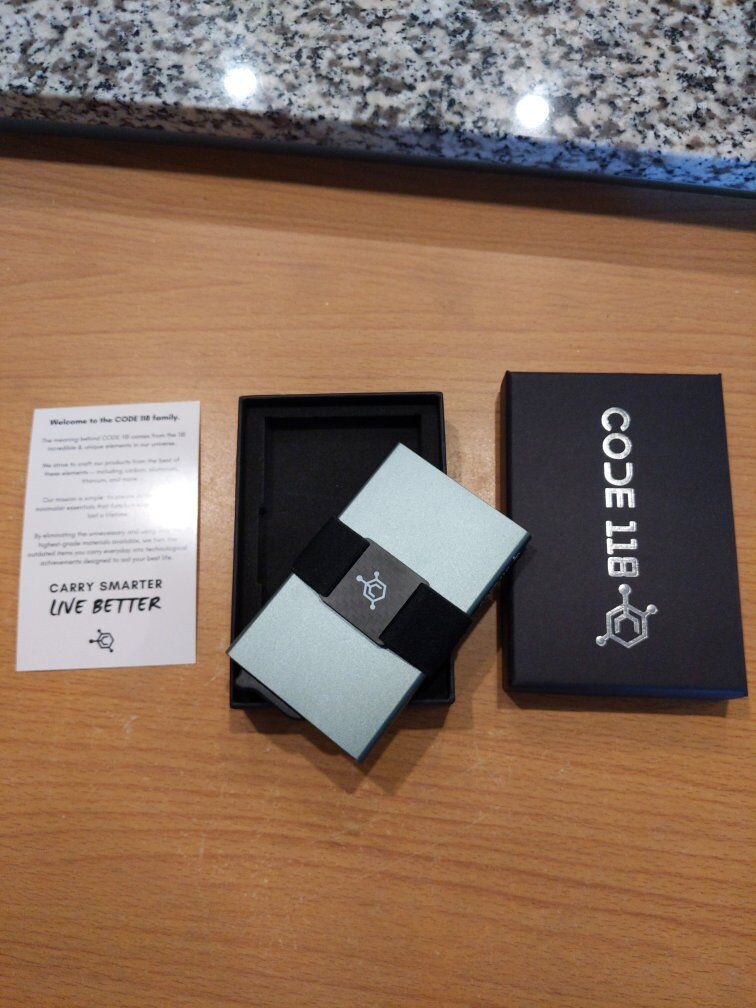 Welcome to the CODE 118 family.
The meaning behind CODE 118 comes from the 118
incredible & unique elements in our universe.
We strive to craft our products from the best of
these elements – including, carbon, aluminum,
titanium, and more.
Our mission is simple: to create
minimalist essentials that function
last a lifetime.
By eliminating the unnecessary and using
highest-grade materials available, we turn the
outdated items you carry everyday into technological
achievements designed to aid your best life.
CARRY SMARTER
LIVE BETTER
CODE 118